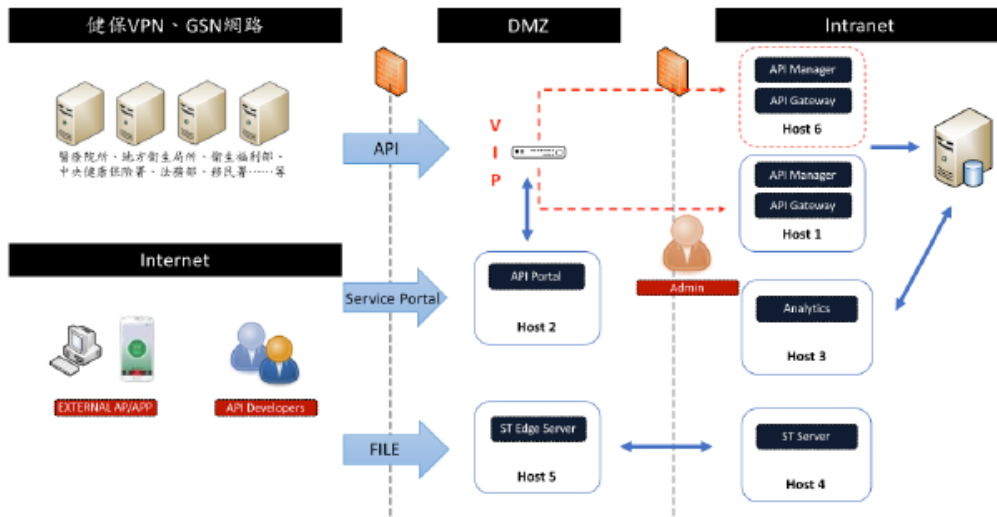 健保VPN、GSN網路
DMZ
Intranet
醫療院所、地方衛生局所、衛生福利部、
中央健康保險署、法務部、移民署……等
API
V
I
P
API Manager
API Gateway
Host 6
API Manager
API Gateway
Host 1
Internet
Service Portal
API Portal
Host 2
Admin
Analytics
Host 3
EXTERNAL AP/APP
API Developers
FILE
ST Edge Server
Host 5
ST Server
Host 4